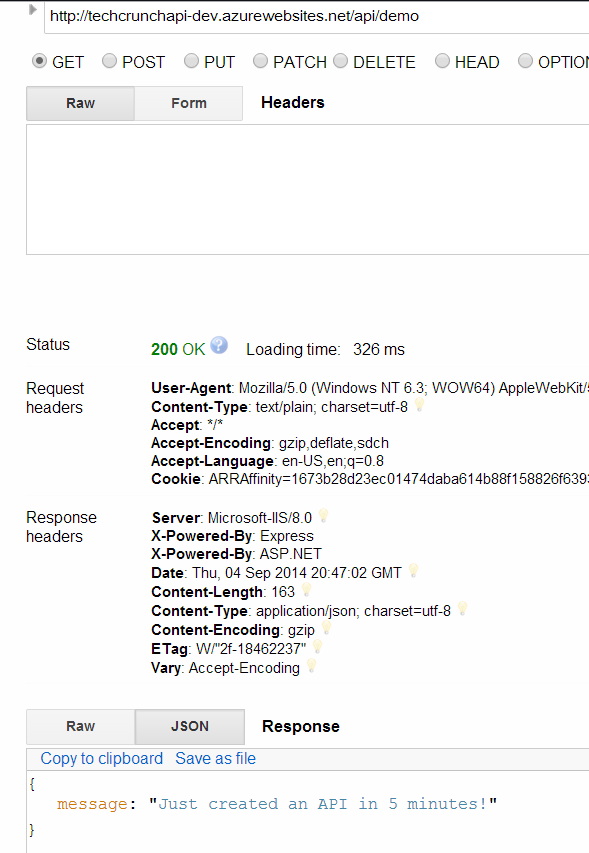 http://techcrunchapi-dev.azurewebsites.net/api/demo
GET POST PUT PATCH DELETE HEAD OPTION
Raw Form Headers
Status 200 OK ? Loading time: 326 ms
Request headers
User-Agent: Mozilla/5.0 (Windows NT 6.3; WOW64) AppleWebKit/5
Content-Type: text/plain; charset=utf-8
Accept: */*
Accept-Encoding: gzip,deflate,sdch
Accept-Language: en-US,en;q=0.8
Cookie: ARRAffinity=1673b28d23ec01474daba614b88f158826f6393
Response headers
Server: Microsoft-IIS/8.0
X-Powered-By: Express
X-Powered-By: ASP.NET
Date: Thu, 04 Sep 2014 20:47:02 GMT
Content-Length: 163
Content-Type: application/json; charset=utf-8
Content-Encoding: gzip
ETag: W/"2f-18462237"
Vary: Accept-Encoding
Raw JSON Response
Copy to clipboard Save as file
{
message: "Just created an API in 5 minutes!"
}